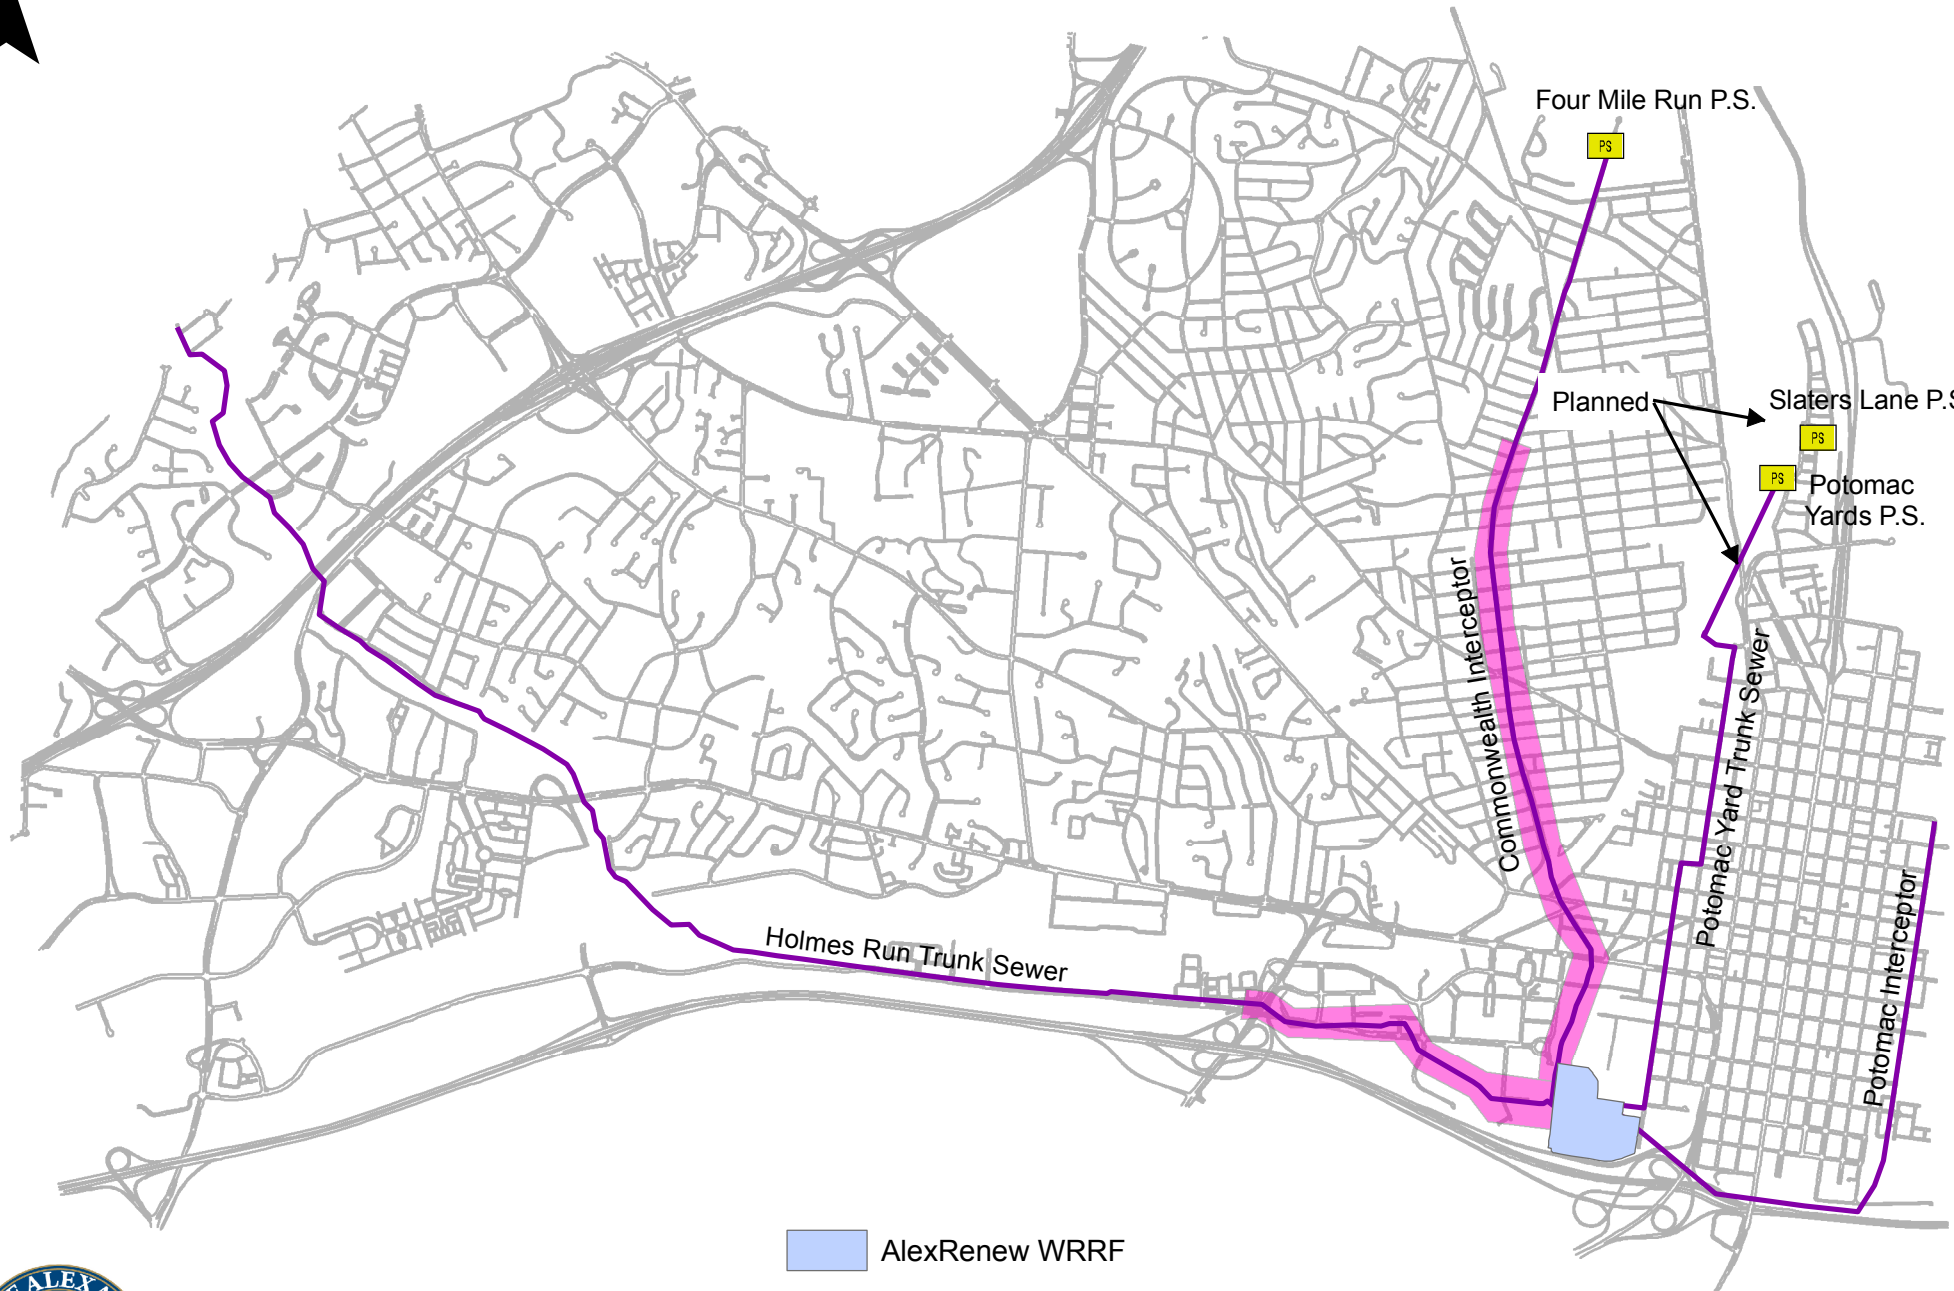 Four Mile Run P.S.
PS
Planned
Slaters Lane P.S
PS
PS
Potomac
Yards P.S.
Commonwealth Interceptor
Potomac Yard Trunk Sewer
Potomac Interceptor
Holmes Run Trunk Sewer
AlexRenew WRRF
ALEX